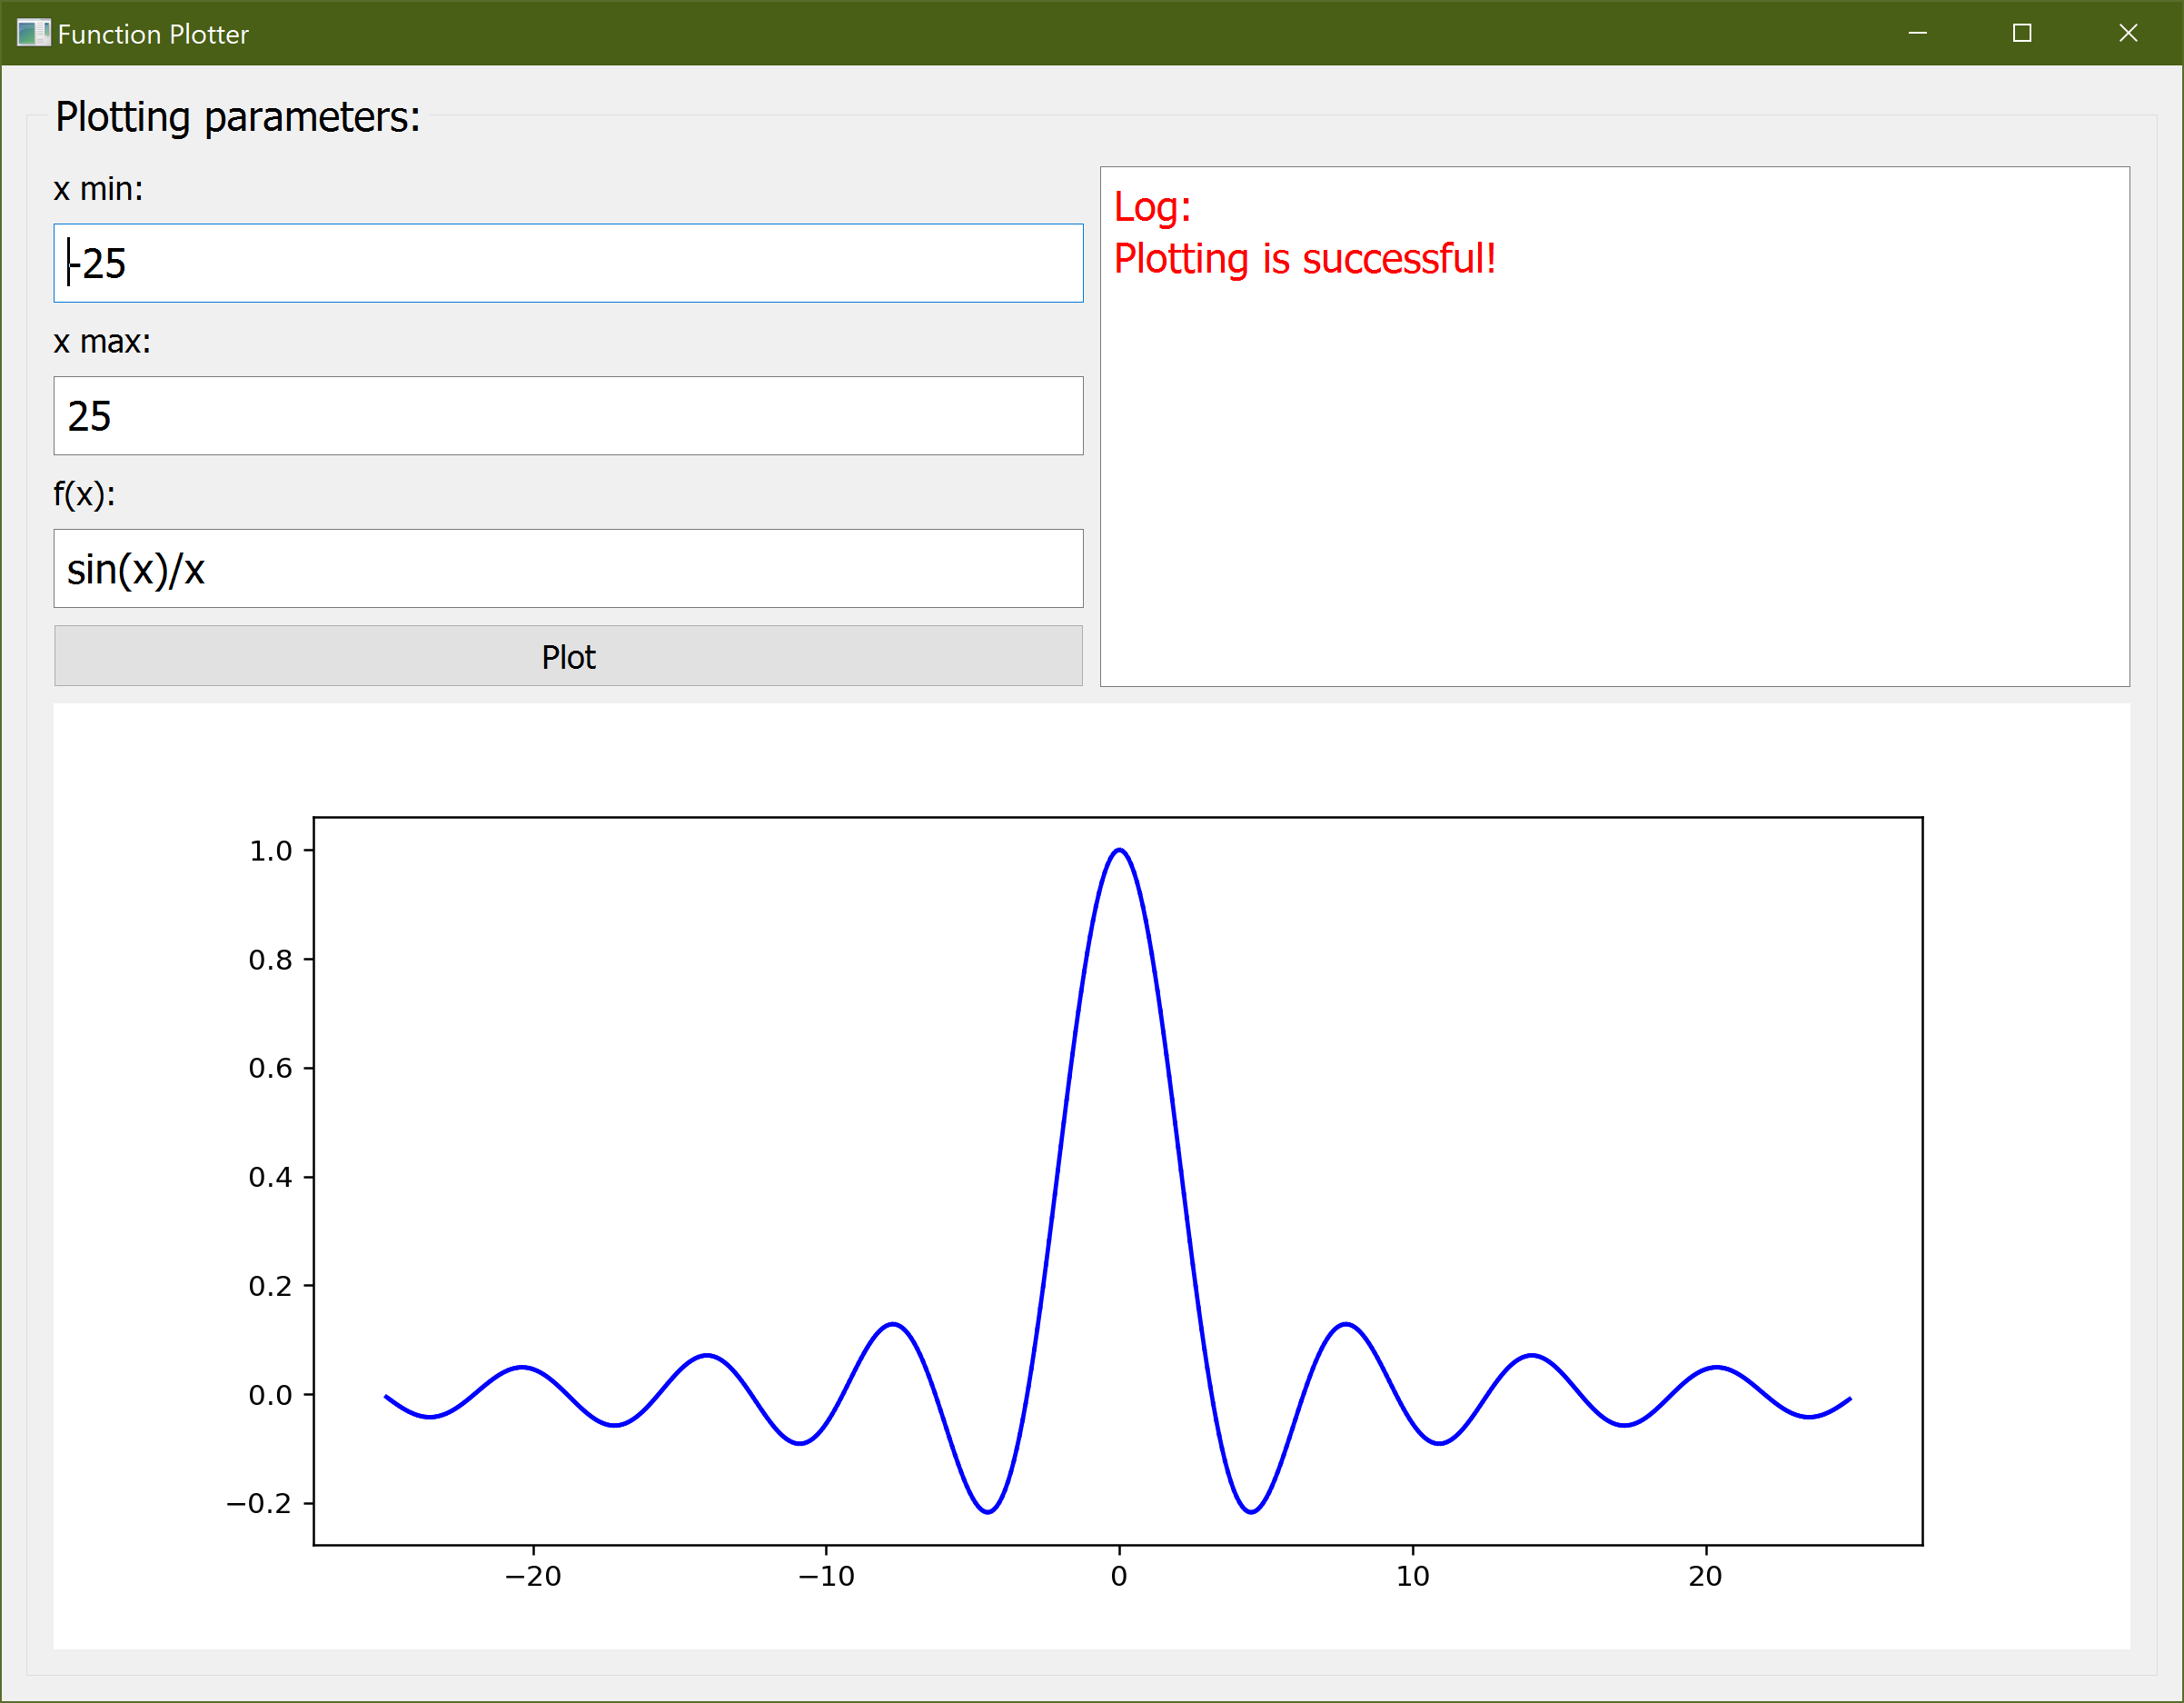 Function Plotter
Plotting parameters:
x min:
-25
x max:
25
f(x):
sin(x)/x
Plot
Log:
Plotting is successful!
1.0
0.8
0.6
0.4
0.2
0.0
−0.2
−20 −10 0 10 20